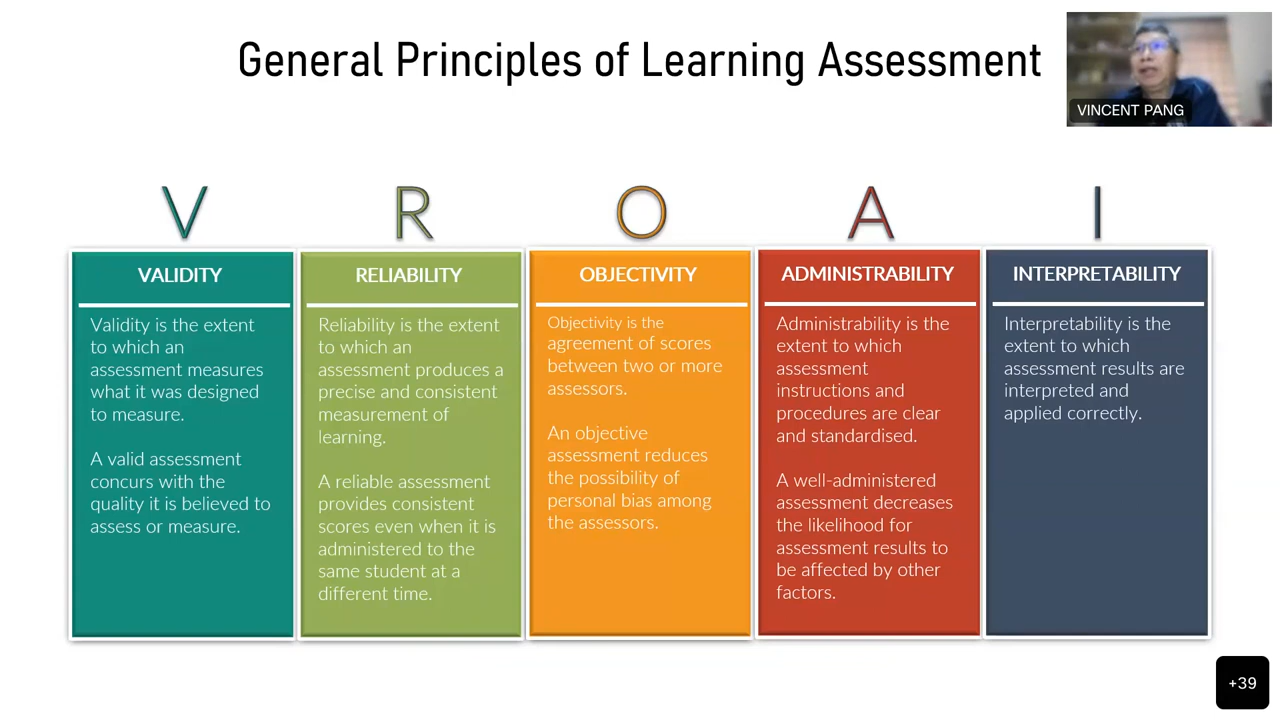 General Principles of Learning Assessment
VINCENT PANG
V
R
O
A
I
VALIDITY
Validity is the extent
to which an
assessment measures
what it was designed
to measure.
A valid assessment
concurs with the
quality it is believed to
assess or measure.
RELIABILITY
Reliability is the extent
to which an
assessment produces a
precise and consistent
measurement of
learning.
A reliable assessment
provides consistent
scores even when it is
administered to the
same student at a
different time.
OBJECTIVITY
Objectivity is the
agreement of scores
between two or more
assessors.
An objective
assessment reduces
the possibility of
personal bias among
the assessors.
ADMINISTRABILITY
Administrability is the
extent to which
assessment
instructions and
procedures are clear
and standardised.
A well-administered
assessment decreases
the likelihood for
assessment results to
be affected by other
factors.
INTERPRETABILITY
Interpretability is the
extent to which
assessment results are
interpreted and
applied correctly.
+39